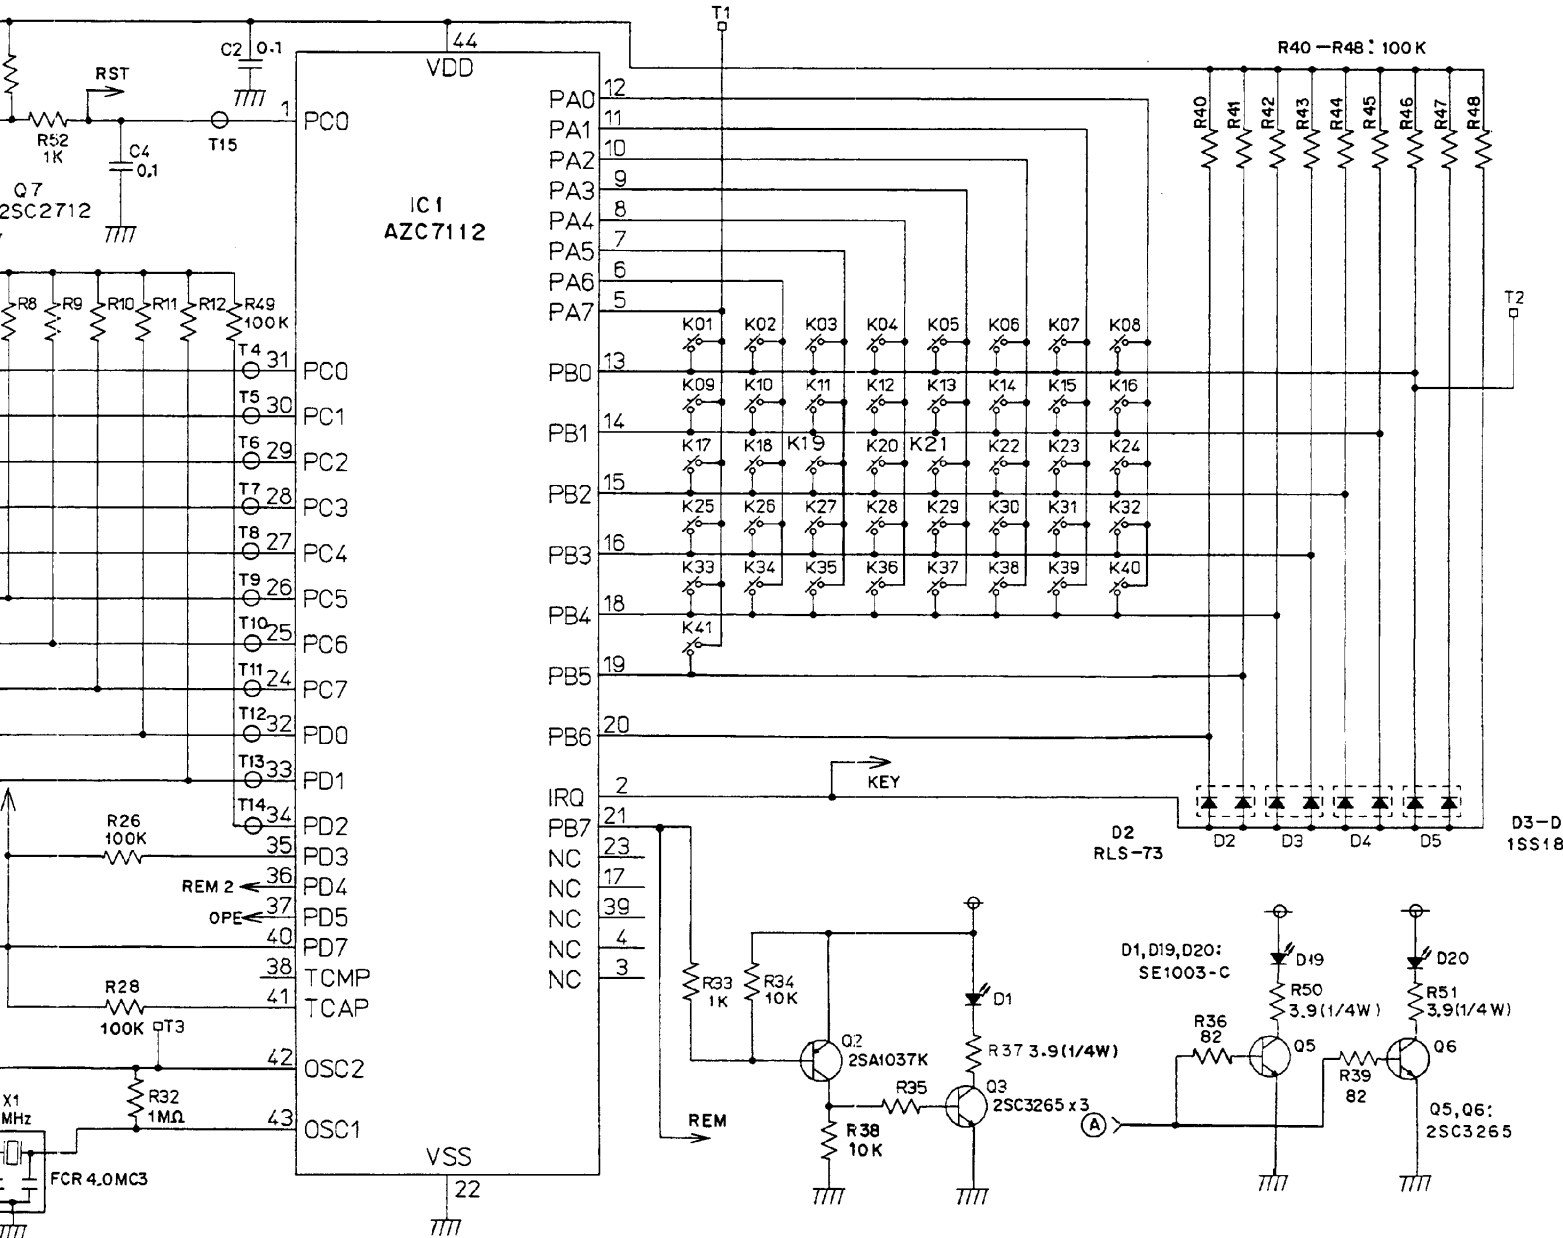 T1
44
C2 0.1
VDD
R40-R48: 100K
RST
12
PA0
1
PC0
T15
R52
1K
C4
0.1
11
PA1
10
PA2
9
PA3
8
PA4
7
PA5
6
PA6
5
PA7
R40 R41 R42 R43 R44 R45 R46 R47 R48
Q7
2SC2712
IC1
AZC7112
R8 R9 R10 R11 R12 R49
100K
T2
K01 K02 K03 K04 K05 K06 K07 K08
T4 31 PC0
PB0 13
K09 K10 K11 K12 K13 K14 K15 K16
T5 30 PC1
PB1 14
K17 K18 K19 K20 K21 K22 K23 K24
T6 29 PC2
PB2 15
K25 K26 K27 K28 K29 K30 K31 K32
T7 28 PC3
PB3 16
K33 K34 K35 K36 K37 K38 K39 K40
T8 27 PC4
T9 26 PC5
PB4 18
K41
T10 25 PC6
PB5 19
T11 24 PC7
T12 32 PD0
PB6 20
T13 33 PD1
KEY
IRQ 2
T14 34 PD2
PB7 21
R26
100K
35 PD3
NC 23
D2
RLS-73
D2 D3 D4 D5
D3-D
1SS18
REM 2 36 PD4
NC 17
OPE 37 PD5
NC 39
40 PD7
NC 4
38 TCMP
NC 3
R28
100K
41 TCAP
T3
R33
1K
R34
10K
D1
D1,D19,D20:
SE1003-C
D19
R50
3.9(1/4W)
D20
R51
3.9(1/4W)
42 OSC2
R32
1MΩ
43 OSC1
X1
MHz
FCR 4.0MC3
Q2
2SA1037K
R37 3.9(1/4W)
R35
Q3
2SC3265x3
R38
10K
REM
R36
82
Q5
R39
82
Q6
A
Q5,Q6:
2SC3265
VSS
22